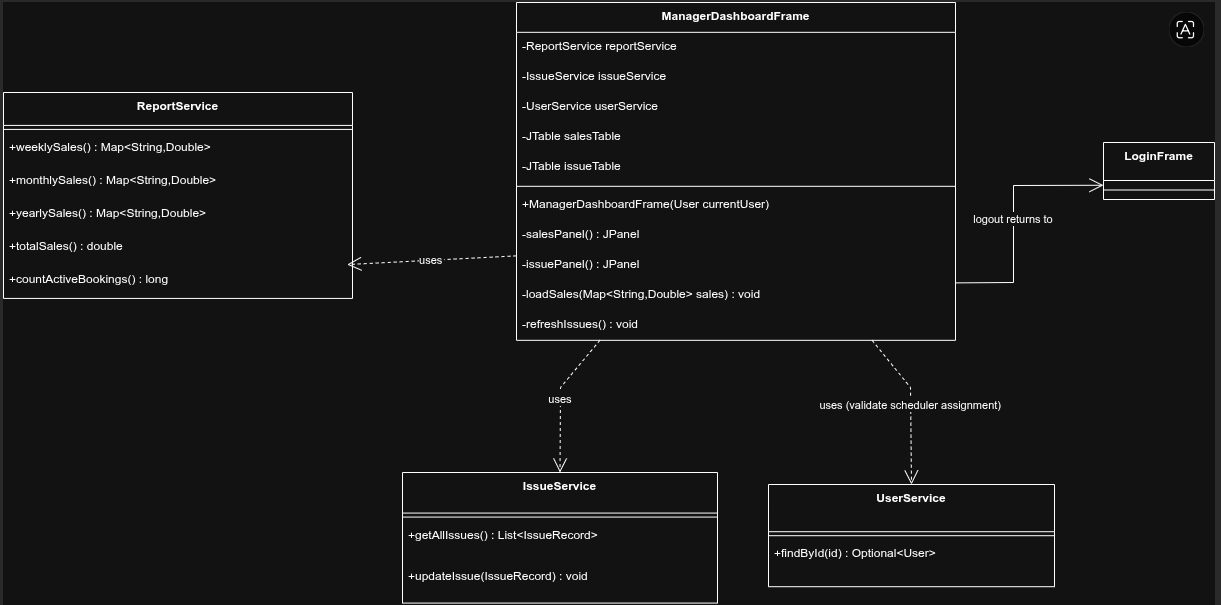 ManagerDashboardFrame
-ReportService reportService
-IssueService issueService
-UserService userService
-JTable salesTable
-JTable issueTable
+ManagerDashboardFrame(User currentUser)
-salesPanel() : JPanel
-issuePanel() : JPanel
-loadSales(Map<String,Double> sales) : void
-refreshIssues() : void
ReportService
+weeklySales() : Map<String,Double>
+monthlySales() : Map<String,Double>
+yearlySales() : Map<String,Double>
+totalSales() : double
+countActiveBookings() : long
uses
LoginFrame
logout returns to
uses
uses (validate scheduler assignment)
IssueService
+getAllIssues() : List<IssueRecord>
+updateIssue(IssueRecord) : void
UserService
+findById(id) : Optional<User>
A